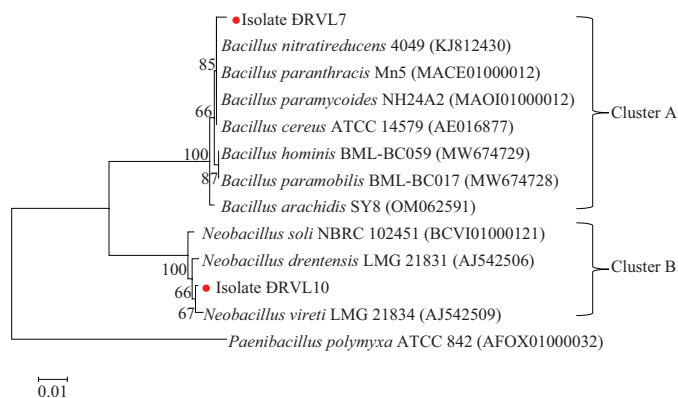 Isolate ĐRVL7
Bacillus nitratireducens 4049 (KJ812430)
85
Bacillus paranthracis Mn5 (MACE01000012)
Bacillus paramycoides NH24A2 (MAOI01000012)
66
Cluster A
Bacillus cereus ATCC 14579 (AE016877)
100
Bacillus hominis BML-BC059 (MW674729)
87
Bacillus paramobilis BML-BC017 (MW674728)
Bacillus arachidis SY8 (OM062591)
Neobacillus soli NBRC 102451 (BCVI01000121)
Neobacillus drentensis LMG 21831 (AJ542506)
100
Cluster B
66
Isolate ĐRVL10
67
Neobacillus vireti LMG 21834 (AJ542509)
Paenibacillus polymyxa ATCC 842 (AFOX01000032)
0.01